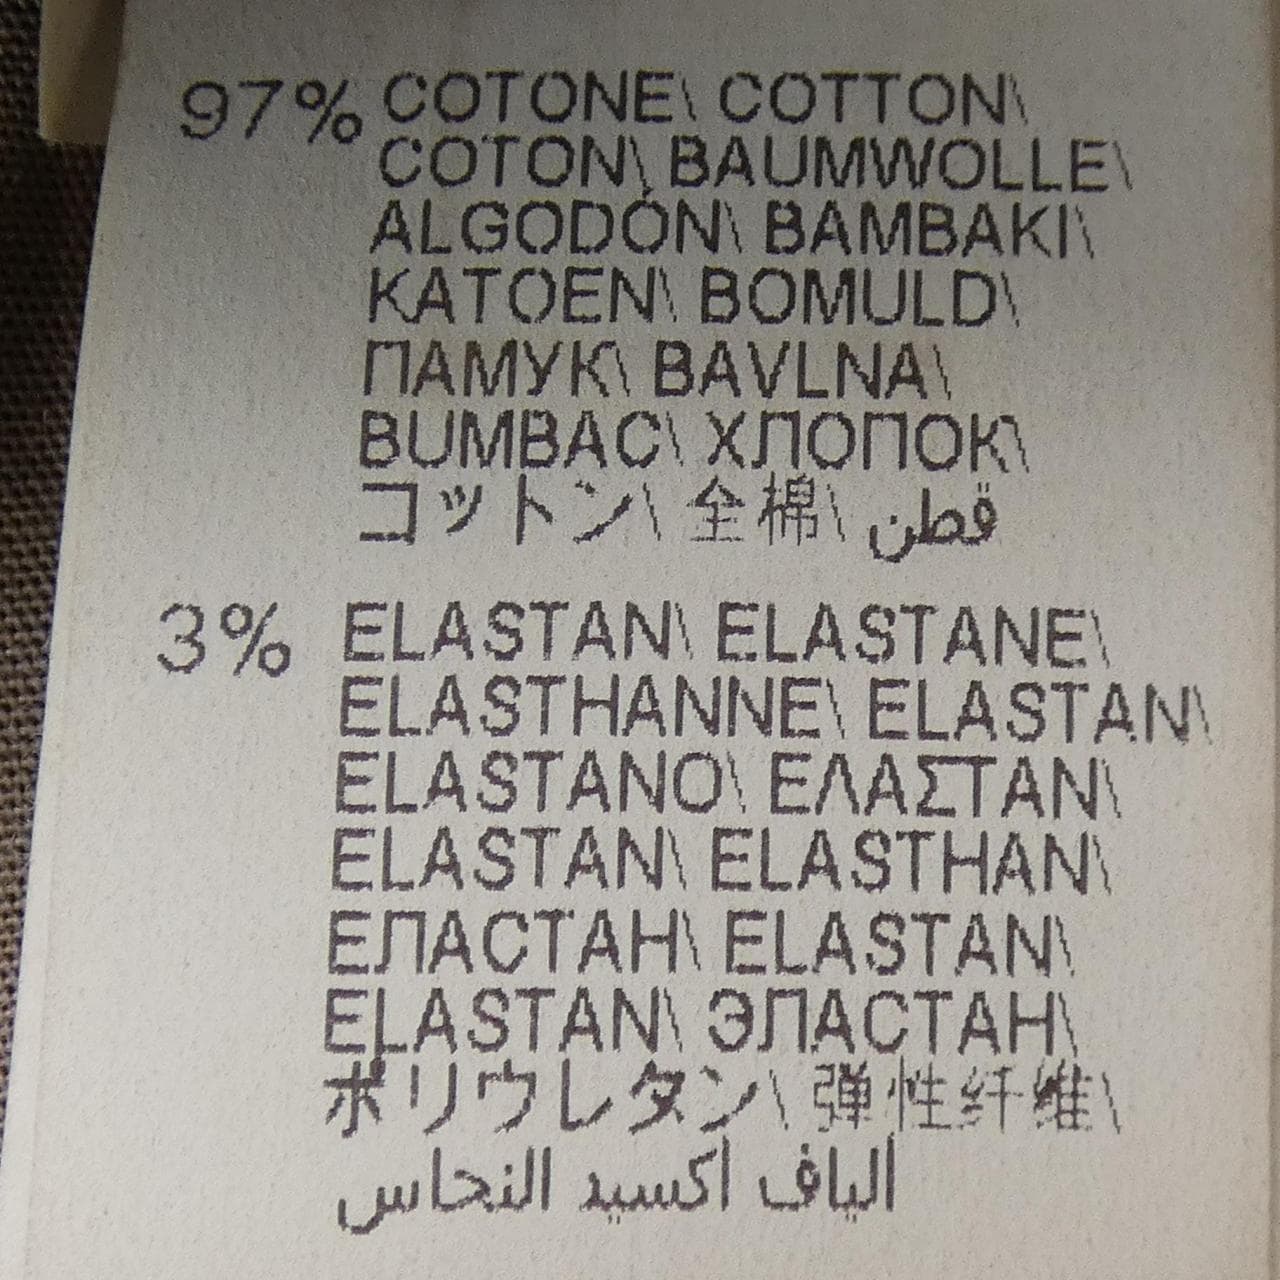 97% COTONE\ COTTON\
COTON\ BAUMWOLLE\
ALGODÓN\ BAMBAKI\
KATOEN\ BOMULD\
ПАМУК\ BAVLNA\
BUMBAC\ ХЛОПОК\
コットン\ 全棉\ قطن
3% ELASTAN\ ELASTANE\
ELASTHANNE\ ELASTAN\
ELASTANO\ ΕΛΑΣΤΑΝ\
ELASTAN\ ELASTHAN\
ЕЛАСТАН\ ELASTAN\
ELASTAN\ ЭЛАСТАН\
ポリウレタン\ 弹性纤维\
ألياف أكسيد النحاس